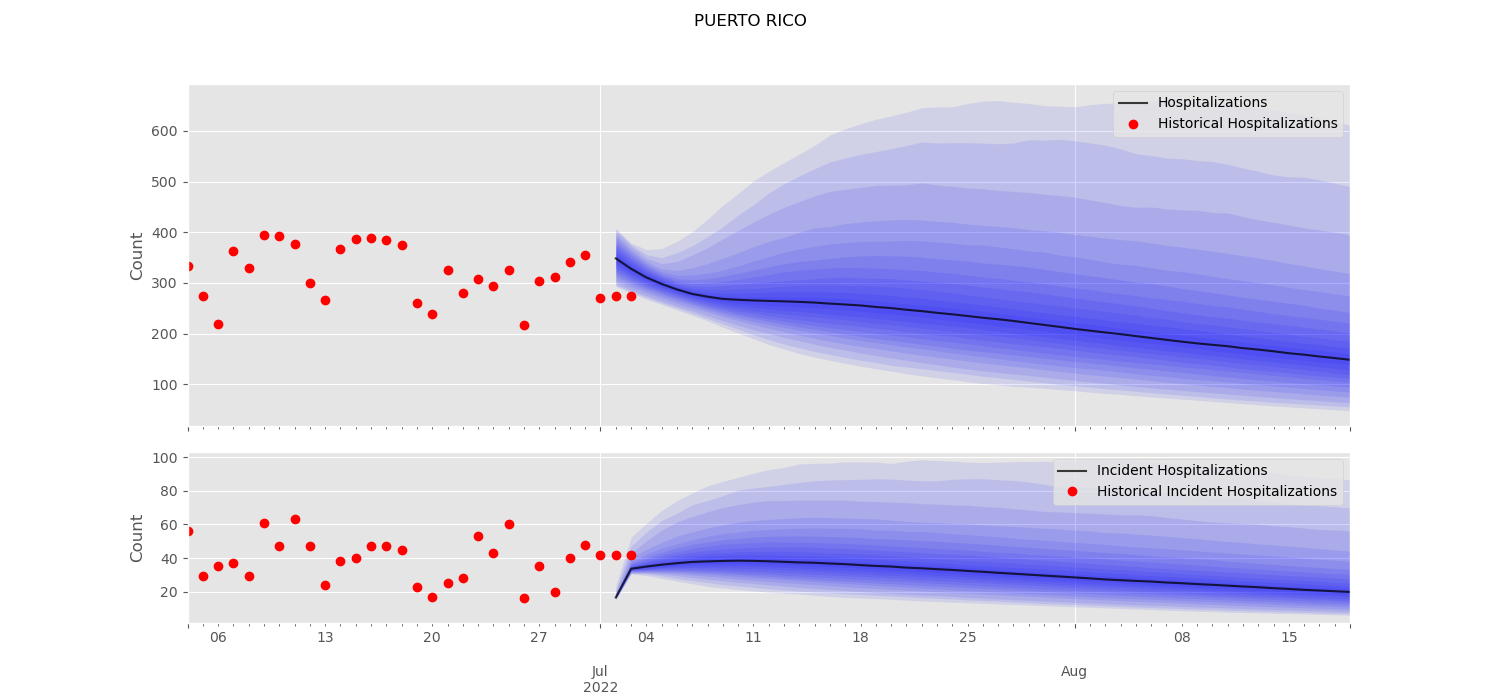 PUERTO RICO
Hospitalizations
Historical Hospitalizations
Count
600
500
400
300
200
100
Incident Hospitalizations
Historical Incident Hospitalizations
Count
100
80
60
40
20
06 13 20 27 04 11 18 25 08 15
Jul Aug
2022